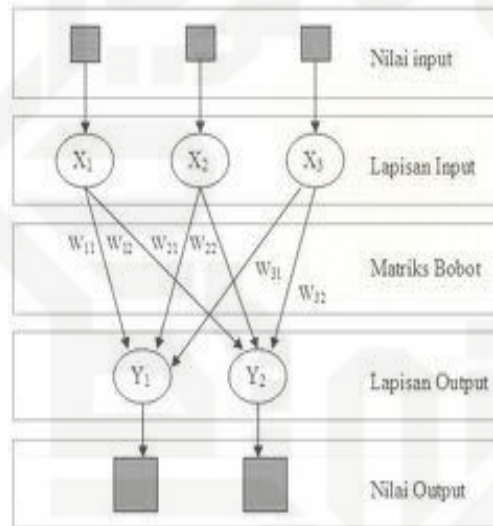 Nilai input
X₁ X₂ X₃
Lapisan Input
W₁₁ W₁₂ W₂₁ W₂₂ W₃₁ W₃₂
Matriks Bobot
Y₁ Y₂
Lapisan Output
Nilai Output